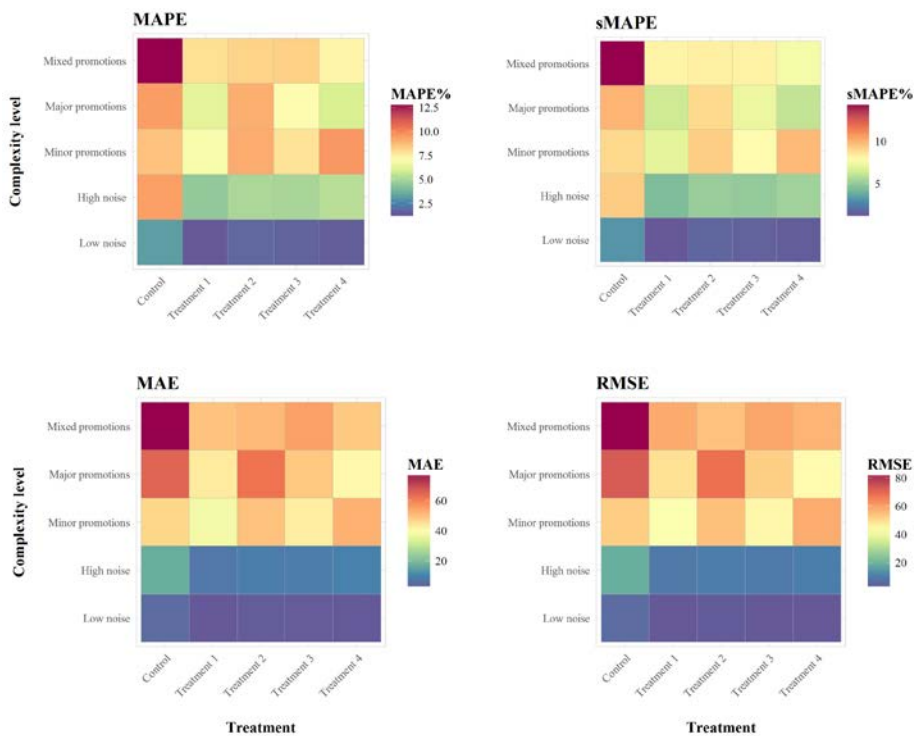 MAPE
Complexity level
Mixed promotions
Major promotions
Minor promotions
High noise
Low noise
Control
Treatment 1
Treatment 2
Treatment 3
Treatment 4
MAPE%
12.5
10.0
7.5
5.0
2.5
sMAPE
Mixed promotions
Major promotions
Minor promotions
High noise
Low noise
Control
Treatment 1
Treatment 2
Treatment 3
Treatment 4
sMAPE%
10
5
MAE
Complexity level
Mixed promotions
Major promotions
Minor promotions
High noise
Low noise
Control
Treatment 1
Treatment 2
Treatment 3
Treatment 4
Treatment
MAE
60
40
20
RMSE
Mixed promotions
Major promotions
Minor promotions
High noise
Low noise
Control
Treatment 1
Treatment 2
Treatment 3
Treatment 4
Treatment
RMSE
80
60
40
20